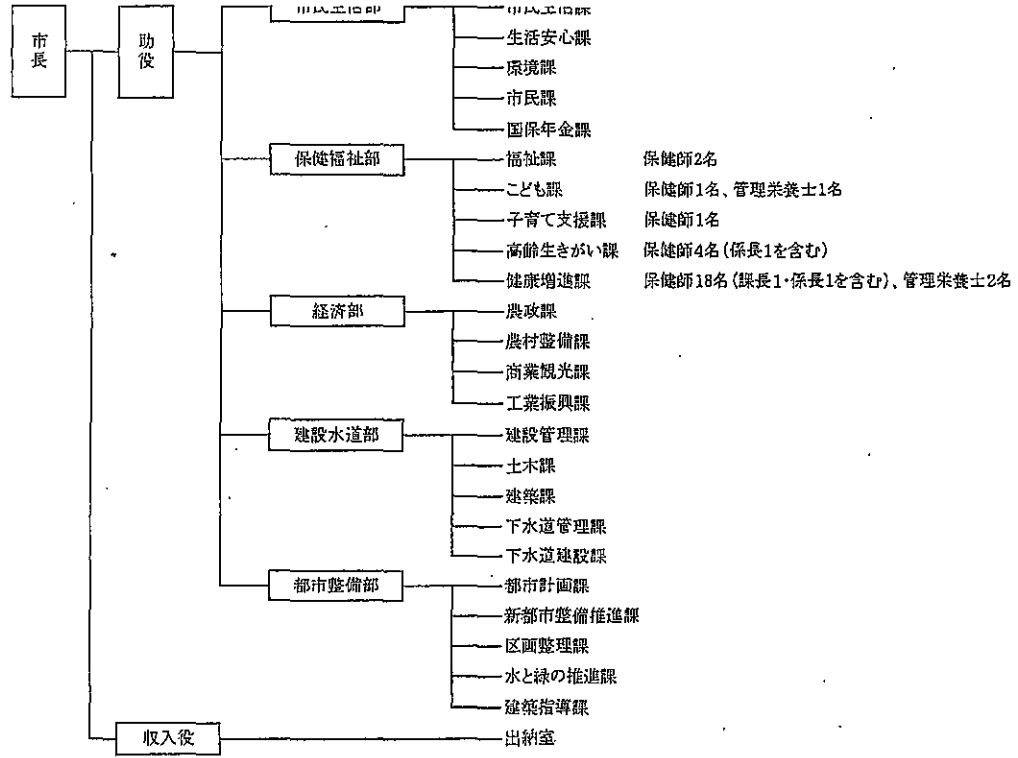 市長
助役
市民生活部
市民生活課
生活安心課
環境課
市民課
国保年金課
保健福祉部
福祉課 保健師2名
こども課 保健師1名、管理栄養士1名
子育て支援課 保健師1名
高齢生きがい課 保健師4名(係長1を含む)
健康増進課 保健師18名(課長1・係長1を含む)、管理栄養士2名
経済部
農政課
農村整備課
商業観光課
工業振興課
建設水道部
建設管理課
土木課
建築課
下水道管理課
下水道建設課
都市整備部
都市計画課
新都市整備推進課
区画整理課
水と緑の推進課
建築指導課
収入役
出納室